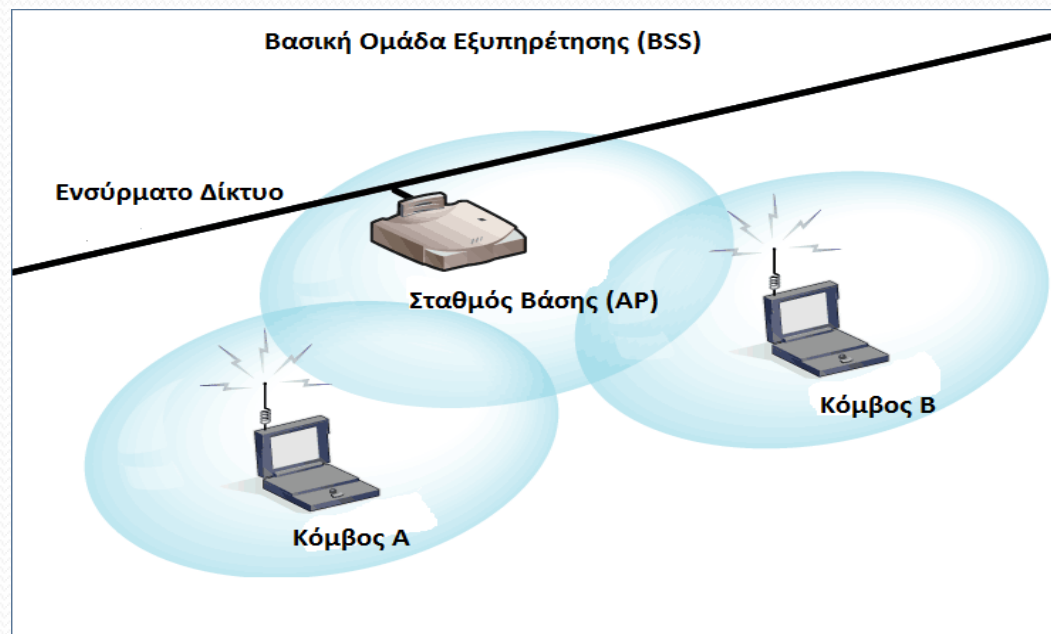 Βασική Ομάδα Εξυπηρέτησης (BSS)
Ενσύρματο Δίκτυο
Σταθμός Βάσης (AP)
Κόμβος Β
Κόμβος Α